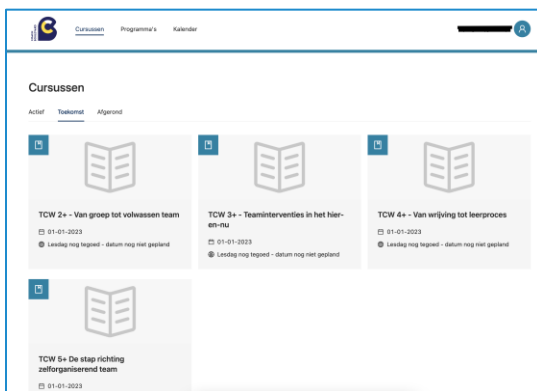 Cursussen Programma's Kalender
Cursussen
Actief Toekomst Afgerond
TCW 2+ - Van groep tot volwassen team
01-01-2023
Lesdag nog tegoed - datum nog niet gepland
TCW 3+ - Teaminterventies in het hier-
en-nu
01-01-2023
Lesdag nog tegoed - datum nog niet gepland
TCW 4+ - Van wrijving tot leerproces
01-01-2023
Lesdag nog tegoed - datum nog niet gepland
TCW 5+ De stap richting
zelforganiserend team
01-01-2023